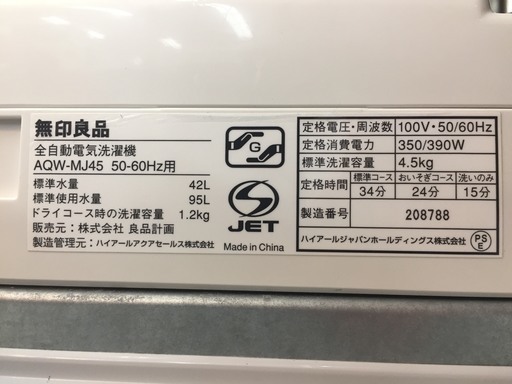 無印良品
全自動電気洗濯機
AQW-MJ45 50-60Hz用
標準水量 42L
標準使用水量 95L
ドライコース時の洗濯容量 1.2kg
販売元：株式会社 良品計画
製造管理元：ハイアールアクアセールス株式会社
G
S
JET
Made in China
定格電圧・周波数 100V・50/60Hz
定格消費電力 350/390W
標準洗濯容量 4.5kg
定格時間 標準コース おいそぎコース 洗いのみ
34分 24分 15分
製造番号 208788
ハイアールジャパンホールディングス株式会社
PS
E